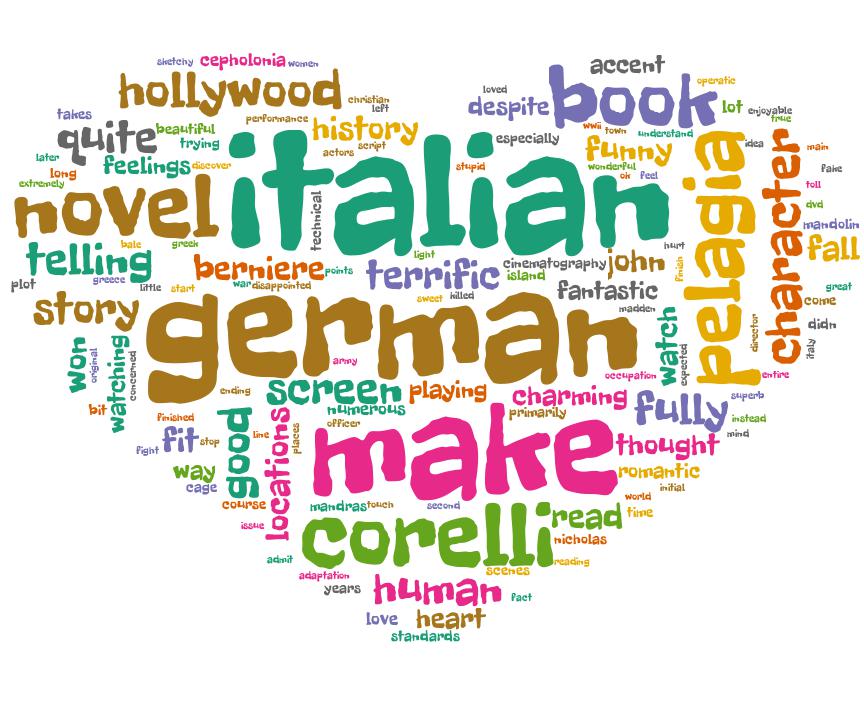 sketchy
cepholonia
women
accent
hollywood
christian
left
loved
book
operatic
despite
lot
enjoyable
true
takes
quite
beautiful
trying
performance
history
actors
script
especially
wwii
town
understand
funny
wonderful
ok
feel
idea
main
later
long
extremely
feelings
discover
italian
stupid
pelagia
character
fake
toll
dvd
mandolin
fall
novel
technical
telling
bale
greek
greece
plot
little
berniere
points
war
disappointed
start
light
terrific
sweet
killed
cinematography
island
john
hurt
fantastic
madden
finish
great
come
didn
italy
director
story
german
army
occupation
watch
expected
entire
won
original
watching
concerned
bit
finished
ending
screen
playing
numerous
charming
primarily
fully
superb
instead
mind
fight
fit
stop
good
line
locations
places
officer
make
thought
romantic
initial
world
time
way
cage
course
issue
mandras
touch
second
corelli
read
nicholas
reading
admit
scenes
adaptation
years
human
fact
love
heart
standards